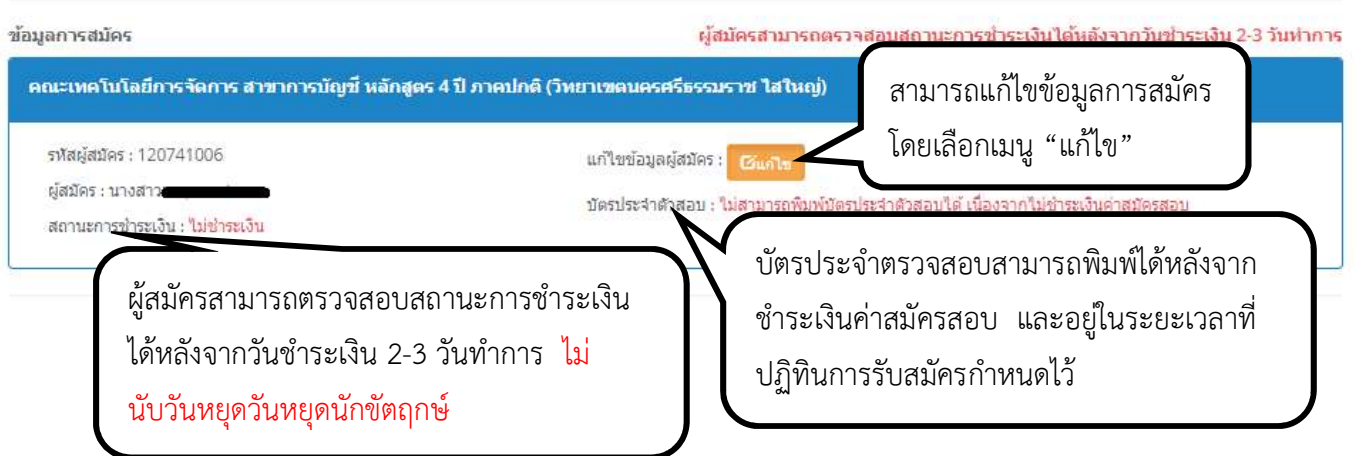 ข้อมูลการสมัคร
ผู้สมัครสามารถตรวจสอบสถานะการชำระเงินได้หลังจากวันชำระเงิน 2-3 วันทำการ
คณะเทคโนโลยีการจัดการ สาขาการบัญชี หลักสูตร 4 ปี ภาคปกติ (วิทยาเขตนครศรีธรรมราช ไสใหญ่)
สามารถแก้ไขข้อมูลการสมัคร
โดยเลือกเมนู “แก้ไข”
รหัสผู้สมัคร : 120741006
แก้ไขข้อมูลผู้สมัคร : แก้ไข
ผู้สมัคร : นางสาว
บัตรประจำตัวสอบ : ไม่สามารถพิมพ์บัตรประจำตัวสอบได้ เนื่องจากไม่ชำระเงินค่าสมัครสอบ
สถานะการชำระเงิน : ไม่ชำระเงิน
ผู้สมัครสามารถตรวจสอบสถานะการชำระเงิน
ได้หลังจากวันชำระเงิน 2-3 วันทำการ ไม่
นับวันหยุดวันหยุดนักขัตฤกษ์
บัตรประจำตรวจสอบสามารถพิมพ์ได้หลังจาก
ชำระเงินค่าสมัครสอบ และอยู่ในระยะเวลาที่
ปฏิทินการรับสมัครกำหนดไว้